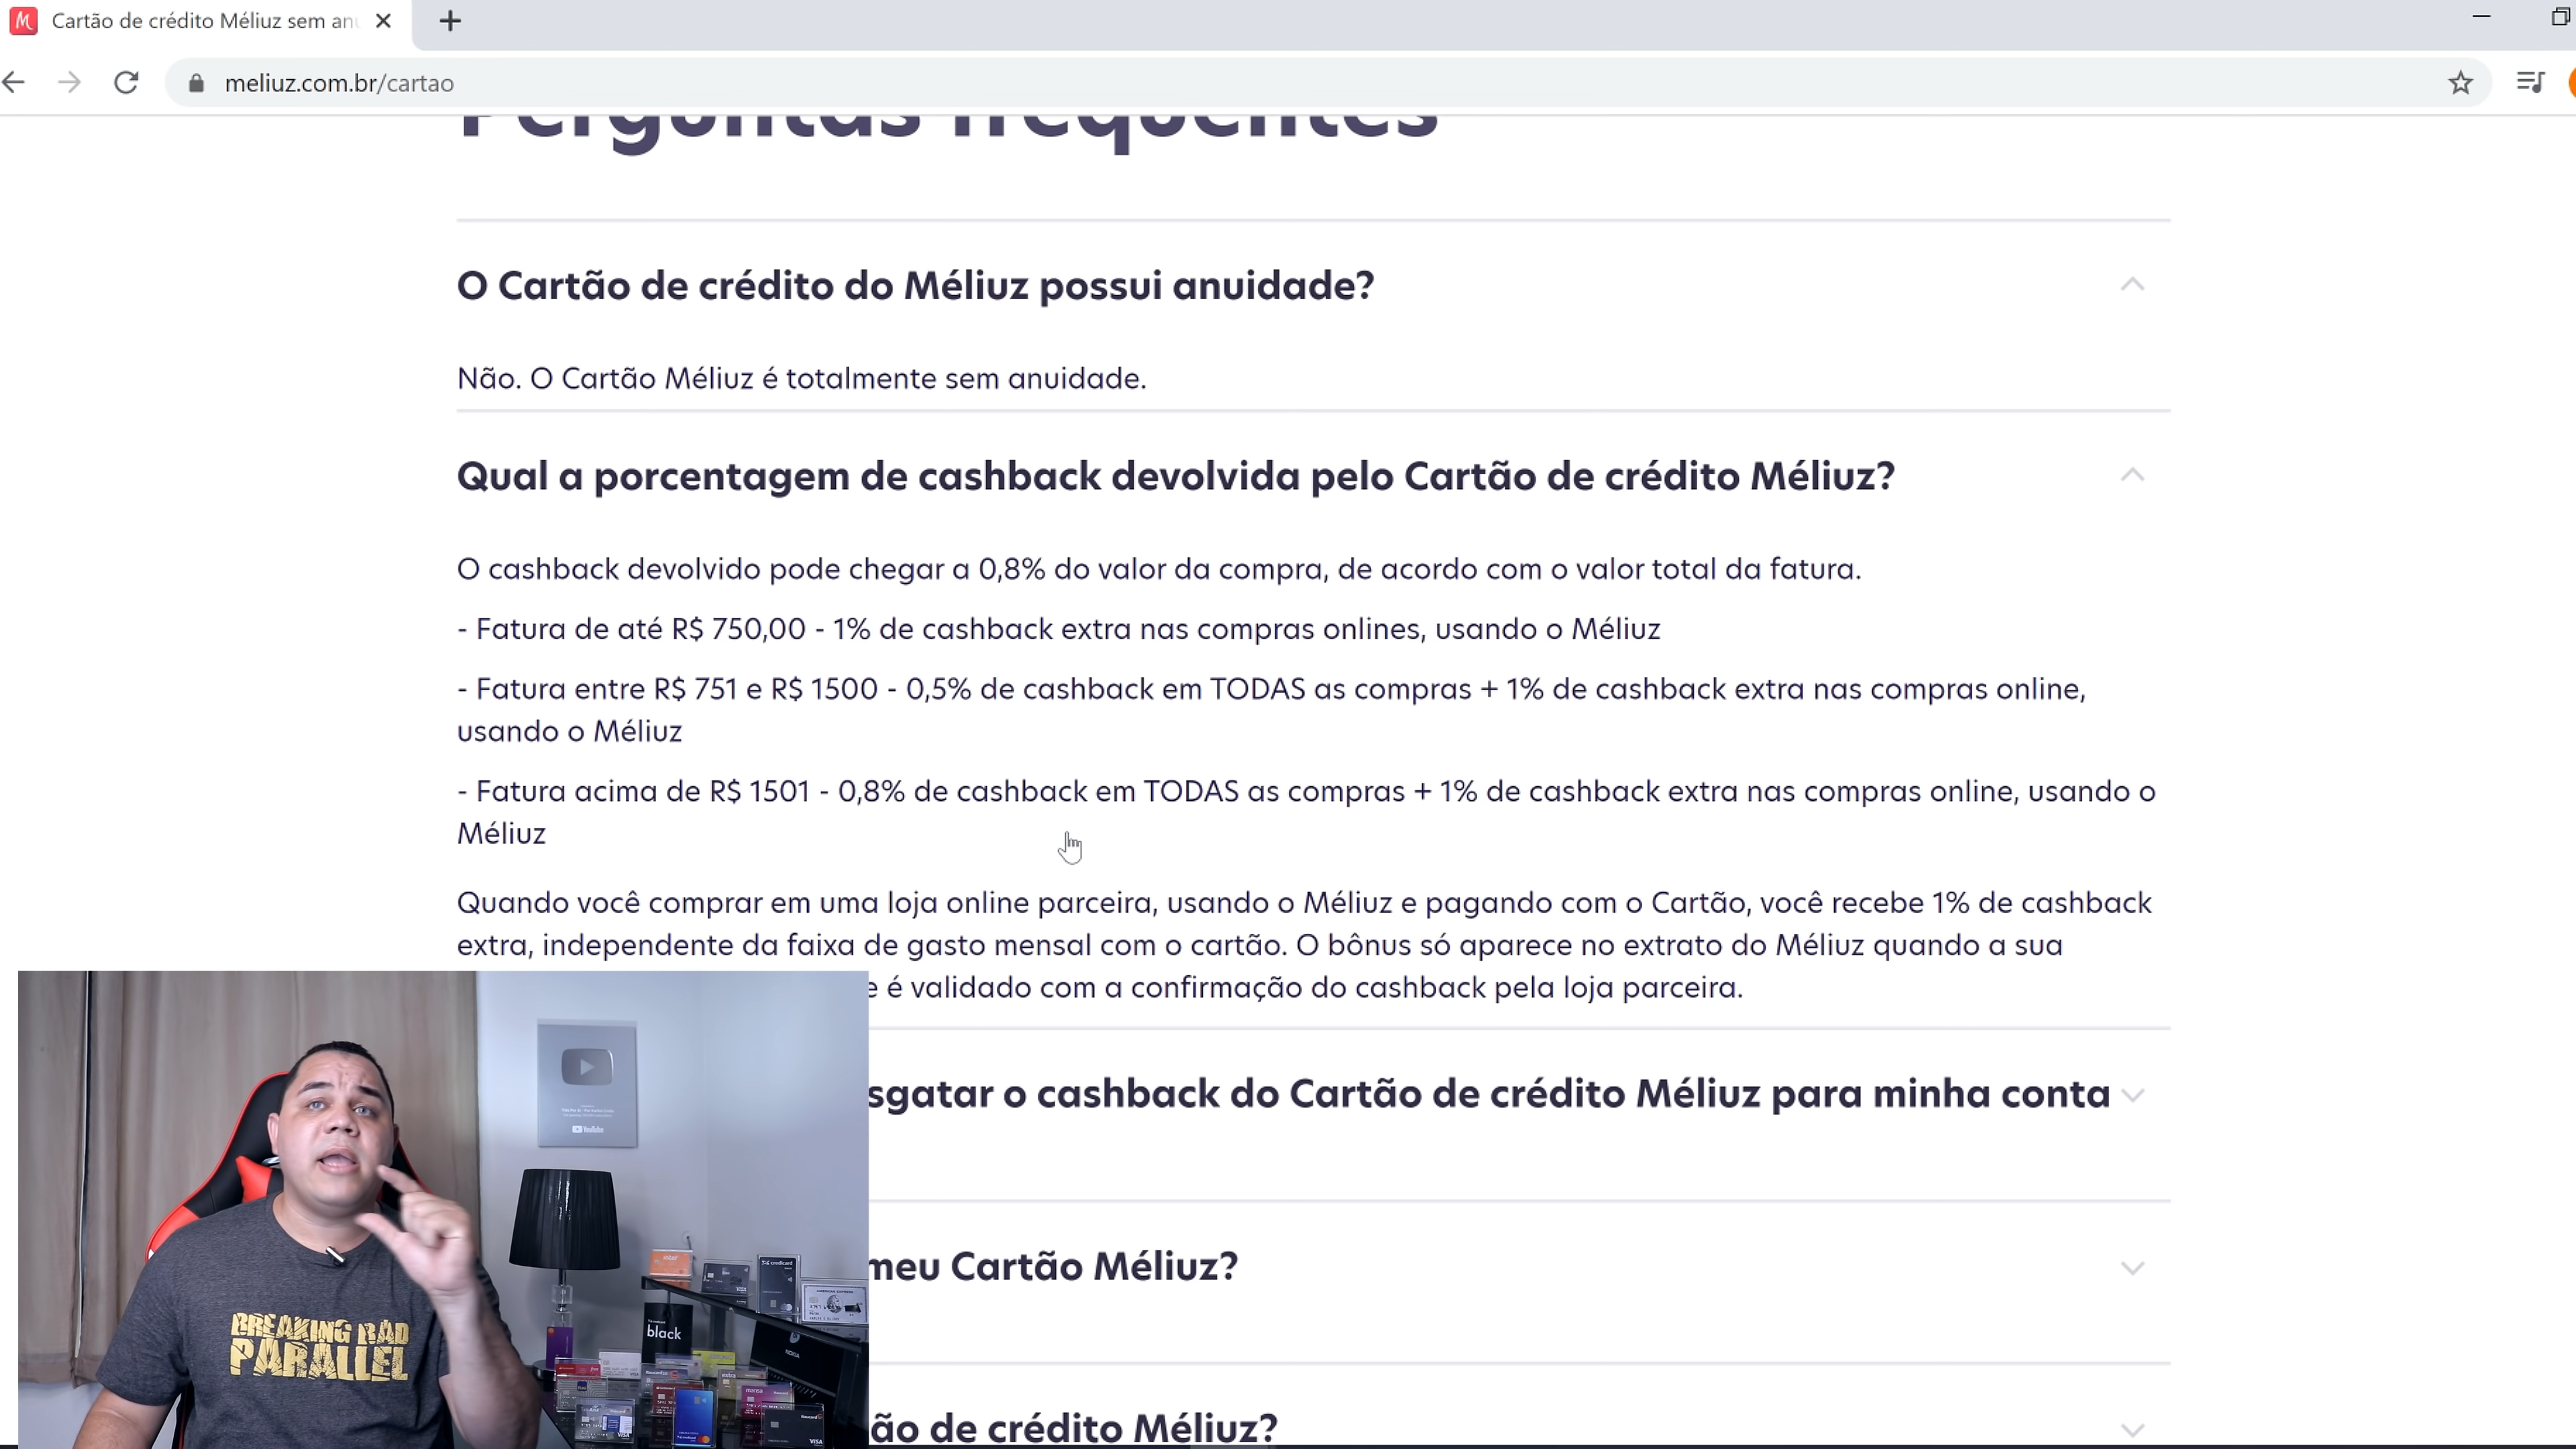 Cartão de crédito Méliuz sem anu
meliuz.com.br/cartao
Perguntas frequentes
O Cartão de crédito do Méliuz possui anuidade?
Não. O Cartão Méliuz é totalmente sem anuidade.
Qual a porcentagem de cashback devolvida pelo Cartão de crédito Méliuz?
O cashback devolvido pode chegar a 0,8% do valor da compra, de acordo com o valor total da fatura.
- Fatura de até R$ 750,00 - 1% de cashback extra nas compras onlines, usando o Méliuz
- Fatura entre R$ 751 e R$ 1500 - 0,5% de cashback em TODAS as compras + 1% de cashback extra nas compras online,
usando o Méliuz
- Fatura acima de R$ 1501 - 0,8% de cashback em TODAS as compras + 1% de cashback extra nas compras online, usando o
Méliuz
Quando você comprar em uma loja online parceira, usando o Méliuz e pagando com o Cartão, você recebe 1% de cashback
extra, independente da faixa de gasto mensal com o cartão. O bônus só aparece no extrato do Méliuz quando a sua
e é validado com a confirmação do cashback pela loja parceira.
sgatar o cashback do Cartão de crédito Méliuz para minha conta
meu Cartão Méliuz?
ão de crédito Méliuz?
YouTube
BREAKING BAD
PARALLEL
black
credicard
AMERICAN EXPRESS
VISA